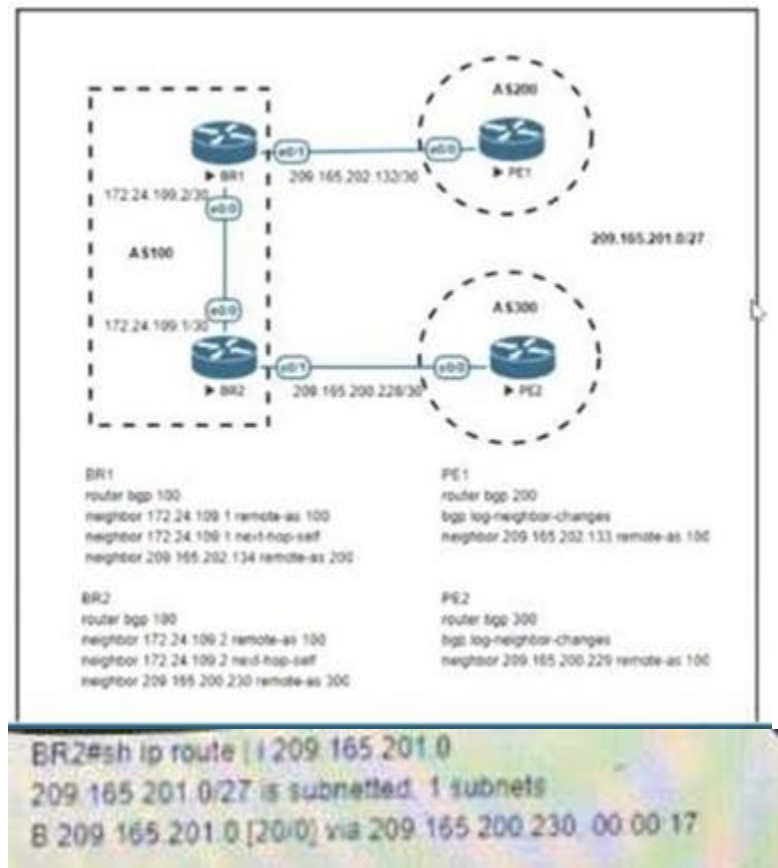 AS200
e0/1
e0/0
▶ BR1
209.165.202.132/30
▶ PE1
172.24.109.2/30
e0/0
209.165.201.0/27
AS100
AS300
e0/0
172.24.109.1/30
e0/1
e0/0
▶ BR2
209.165.200.228/30
▶ PE2
BR1
router bgp 100
neighbor 172.24.109.1 remote-as 100
neighbor 172.24.109.1 next-hop-self
neighbor 209.165.202.134 remote-as 200
PE1
router bgp 200
bgp log-neighbor-changes
neighbor 209.165.202.133 remote-as 100
BR2
router bgp 100
neighbor 172.24.109.2 remote-as 100
neighbor 172.24.109.2 next-hop-self
neighbor 209.165.200.230 remote-as 300
PE2
router bgp 300
bgp log-neighbor-changes
neighbor 209.165.200.229 remote-as 100
BR2#sh ip route | i 209.165.201.0
209.165.201.0/27 is subnetted, 1 subnets
B 209.165.201.0 [20/0] via 209.165.200.230, 00:00:17